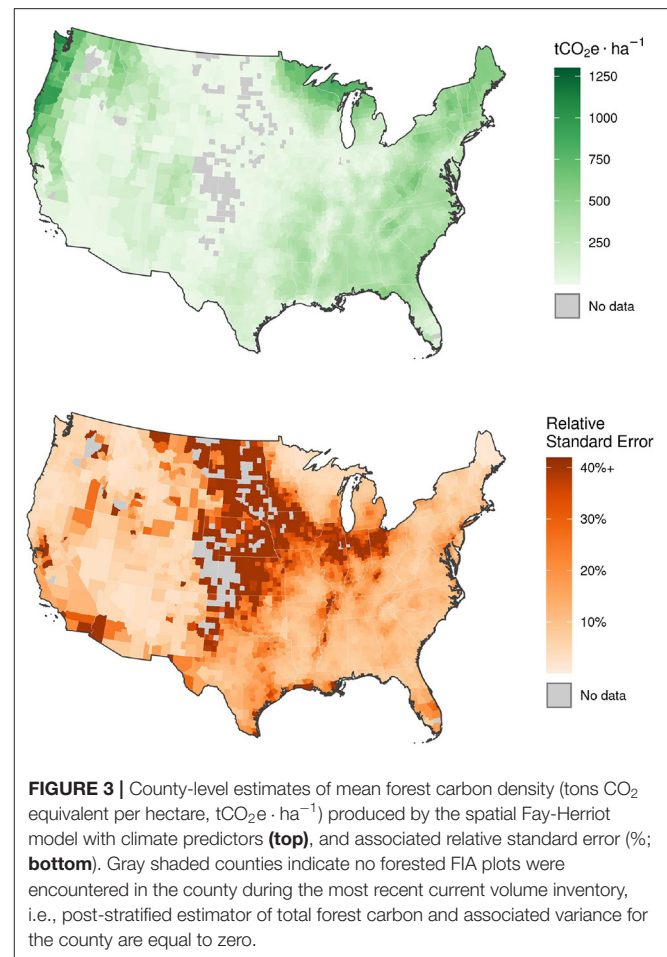 tCO₂e · ha⁻¹
1250
1000
750
500
250
No data
Relative
Standard Error
40%+
30%
20%
10%
No data
FIGURE 3 | County-level estimates of mean forest carbon density (tons CO₂
equivalent per hectare, tCO₂e · ha⁻¹) produced by the spatial Fay-Herriot
model with climate predictors (top), and associated relative standard error (%;
bottom). Gray shaded counties indicate no forested FIA plots were
encountered in the county during the most recent current volume inventory,
i.e., post-stratified estimator of total forest carbon and associated variance for
the county are equal to zero.